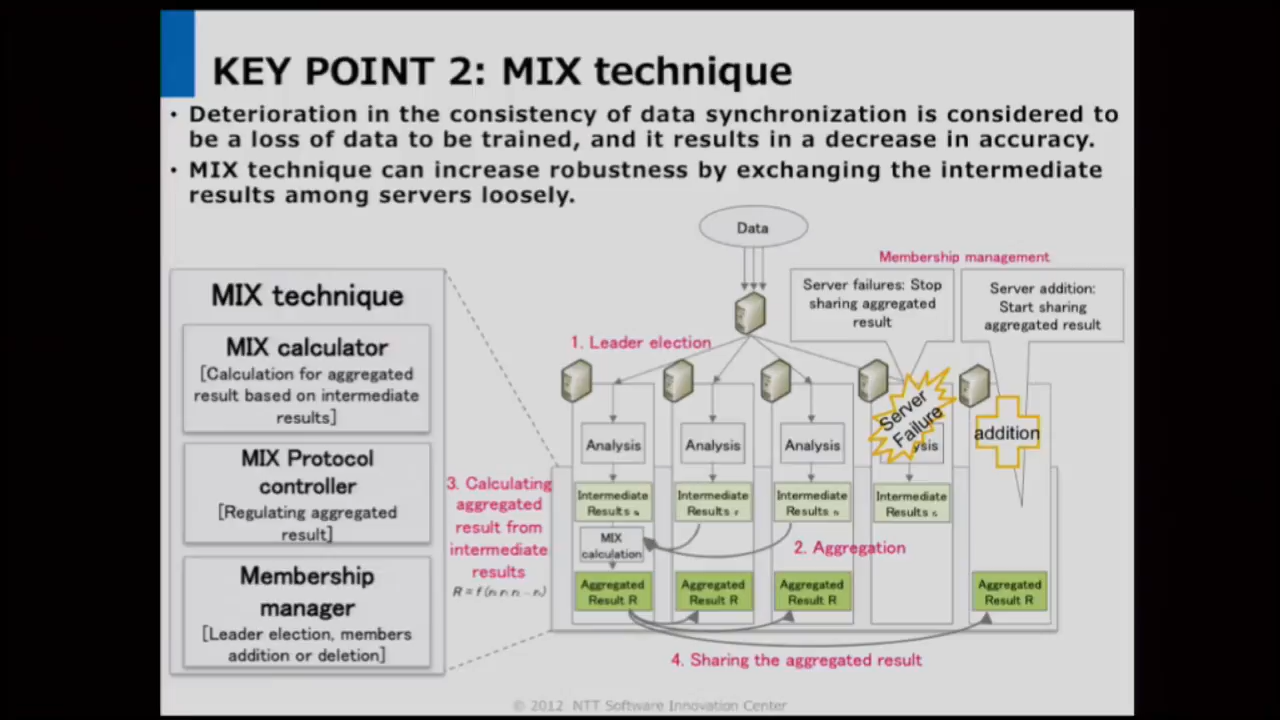 KEY POINT 2: MIX technique
• Deterioration in the consistency of data synchronization is considered to
be a loss of data to be trained, and it results in a decrease in accuracy.
• MIX technique can increase robustness by exchanging the intermediate
results among servers loosely.
Data
Membership management
Server failures: Stop
sharing aggregated
result
Server addition:
Start sharing
aggregated result
MIX technique
MIX calculator
[Calculation for aggregated
result based on intermediate
results]
MIX Protocol
controller
[Regulating aggregated
result]
Membership
manager
[Leader election, members
addition or deletion]
1. Leader election
Server
Failure
addition
Analysis
Analysis
Analysis
ysis
3. Calculating
aggregated
result from
intermediate
results
Intermediate
Results
Intermediate
Results
Intermediate
Results
Intermediate
Results
MIX
calculation
2. Aggregation
Aggregated
Result R
Aggregated
Result R
Aggregated
Result R
Aggregated
Result R
4. Sharing the aggregated result
© 2012 NTT Software Innovation Center